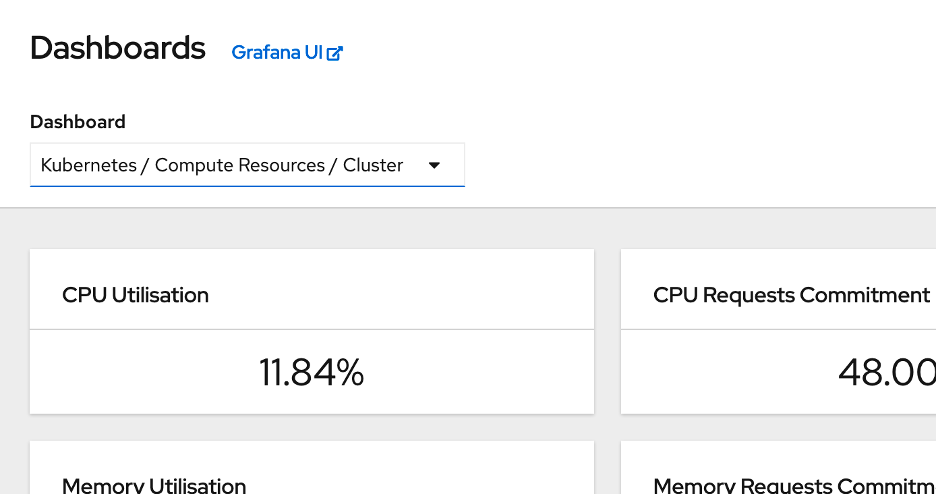 Dashboards Grafana UI
Dashboard
Kubernetes / Compute Resources / Cluster
CPU Utilisation
11.84%
CPU Requests Commitment
48.00
Memory Utilisation
Memory Requests Commitm